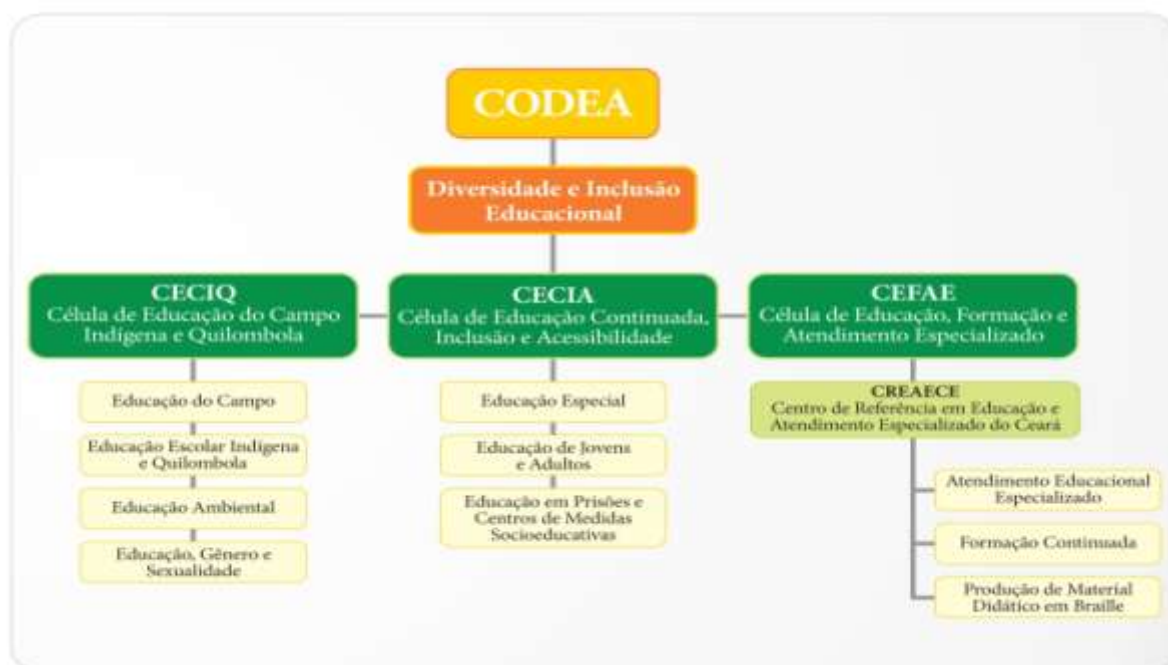 CODEA
Diversidade e Inclusão
Educacional
CECIQ
Célula de Educação do Campo
Indígena e Quilombola
Educação do Campo
Educação Escolar Indígena
e Quilombola
Educação Ambiental
Educação, Gênero e
Sexualidade
CECIA
Célula de Educação Continuada,
Inclusão e Acessibilidade
Educação Especial
Educação de Jovens
e Adultos
Educação em Prisões e
Centros de Medidas
Socioeducativas
CEFAE
Célula de Educação, Formação e
Atendimento Especializado
CREAECE
Centro de Referência em Educação e
Atendimento Especializado do Ceará
Atendimento Educacional
Especializado
Formação Continuada
Produção de Material
Didático em Braille